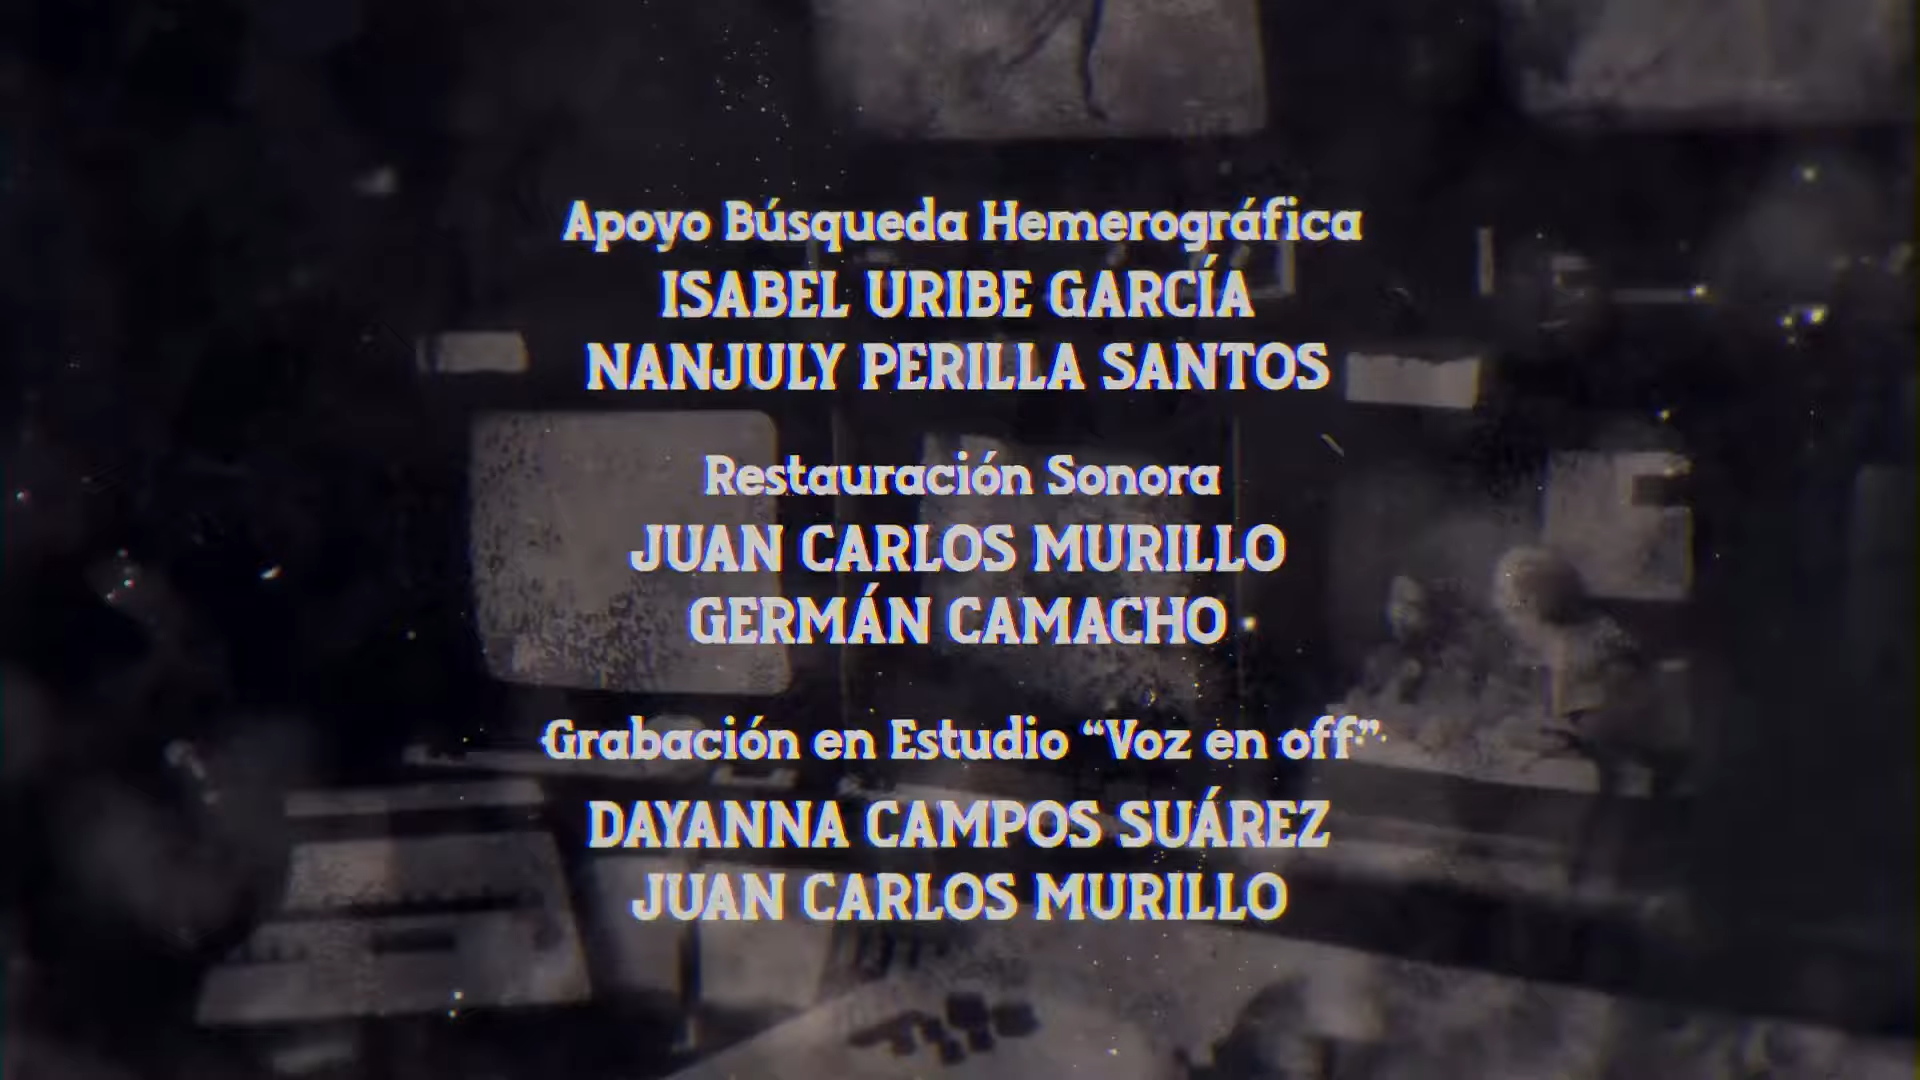 Apoyo Búsqueda Hemerográfica
ISABEL URIBE GARCÍA
NANJULY PERILLA SANTOS
Restauración Sonora
JUAN CARLOS MURILLO
GERMÁN CAMACHO
Grabación en Estudio “Voz en off”
DAYANNA CAMPOS SUÁREZ
JUAN CARLOS MURILLO